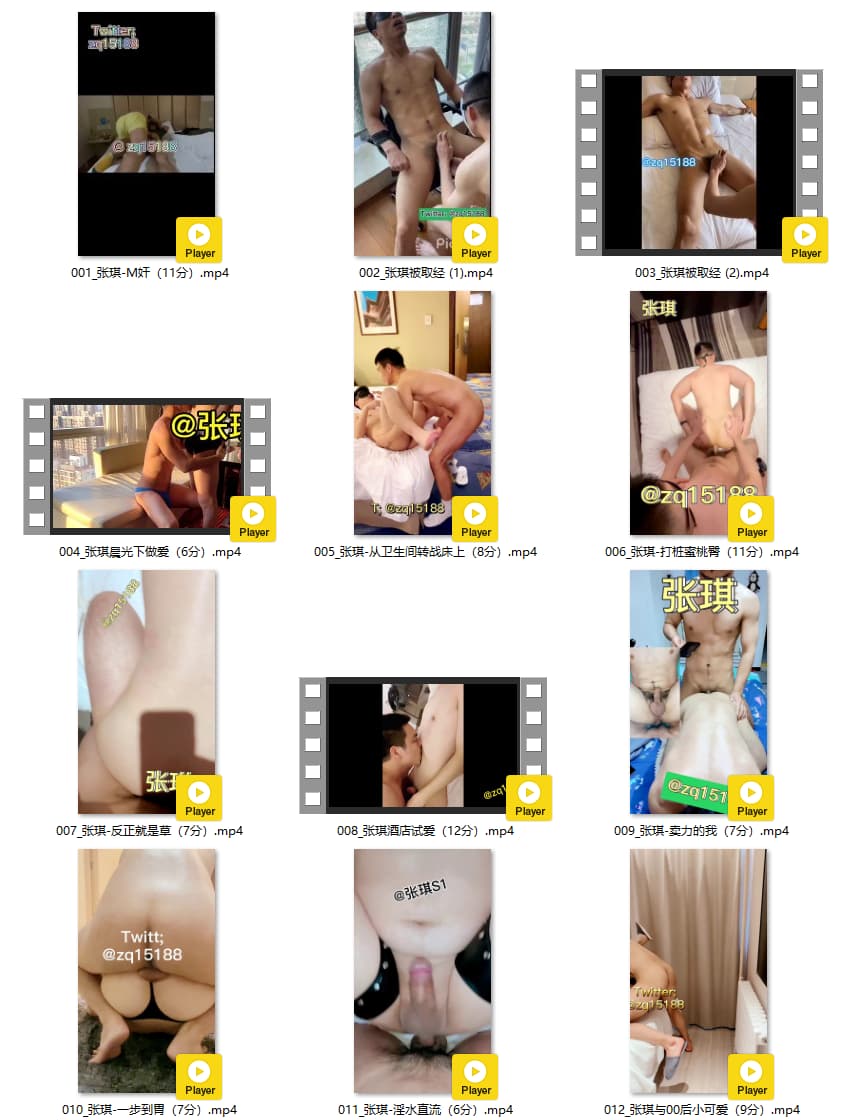 Twitter;
zq15188
@ zq15188
Player
Player
@zq15188
Player
001_张琪-M奸（11分）.mp4
002_张琪被取经 (1).mp4
003_张琪被取经 (2).mp4
@张琪
Player
T: @zq15188
Player
张琪
@zq15188
Player
004_张琪晨光下做爱（6分）.mp4
005_张琪-从卫生间转战床上（8分）.mp4
006_张琪-打桩蜜桃臀（11分）.mp4
@zq15188
张琪
Player
@zq1
Player
张琪
@zq151
Player
007_张琪-反正就是草（7分）.mp4
008_张琪酒店试爱（12分）.mp4
009_张琪-卖力的我（7分）.mp4
Twitt;
@zq15188
Player
@张琪S1
Player
Twitter;
@zq15188
Player
010_张琪-一步到胃（7分）.mp4
011_张琪-淫水直流（6分）.mp4
012_张琪与00后小可爱（9分）.mp4